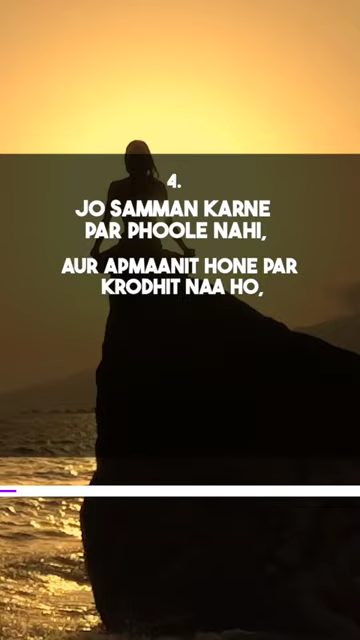 4.
JO SAMMAN KARNE
PAR PHOOLE NAHI,
AUR APMAANIT HONE PAR
KRODHIT NAA HO,